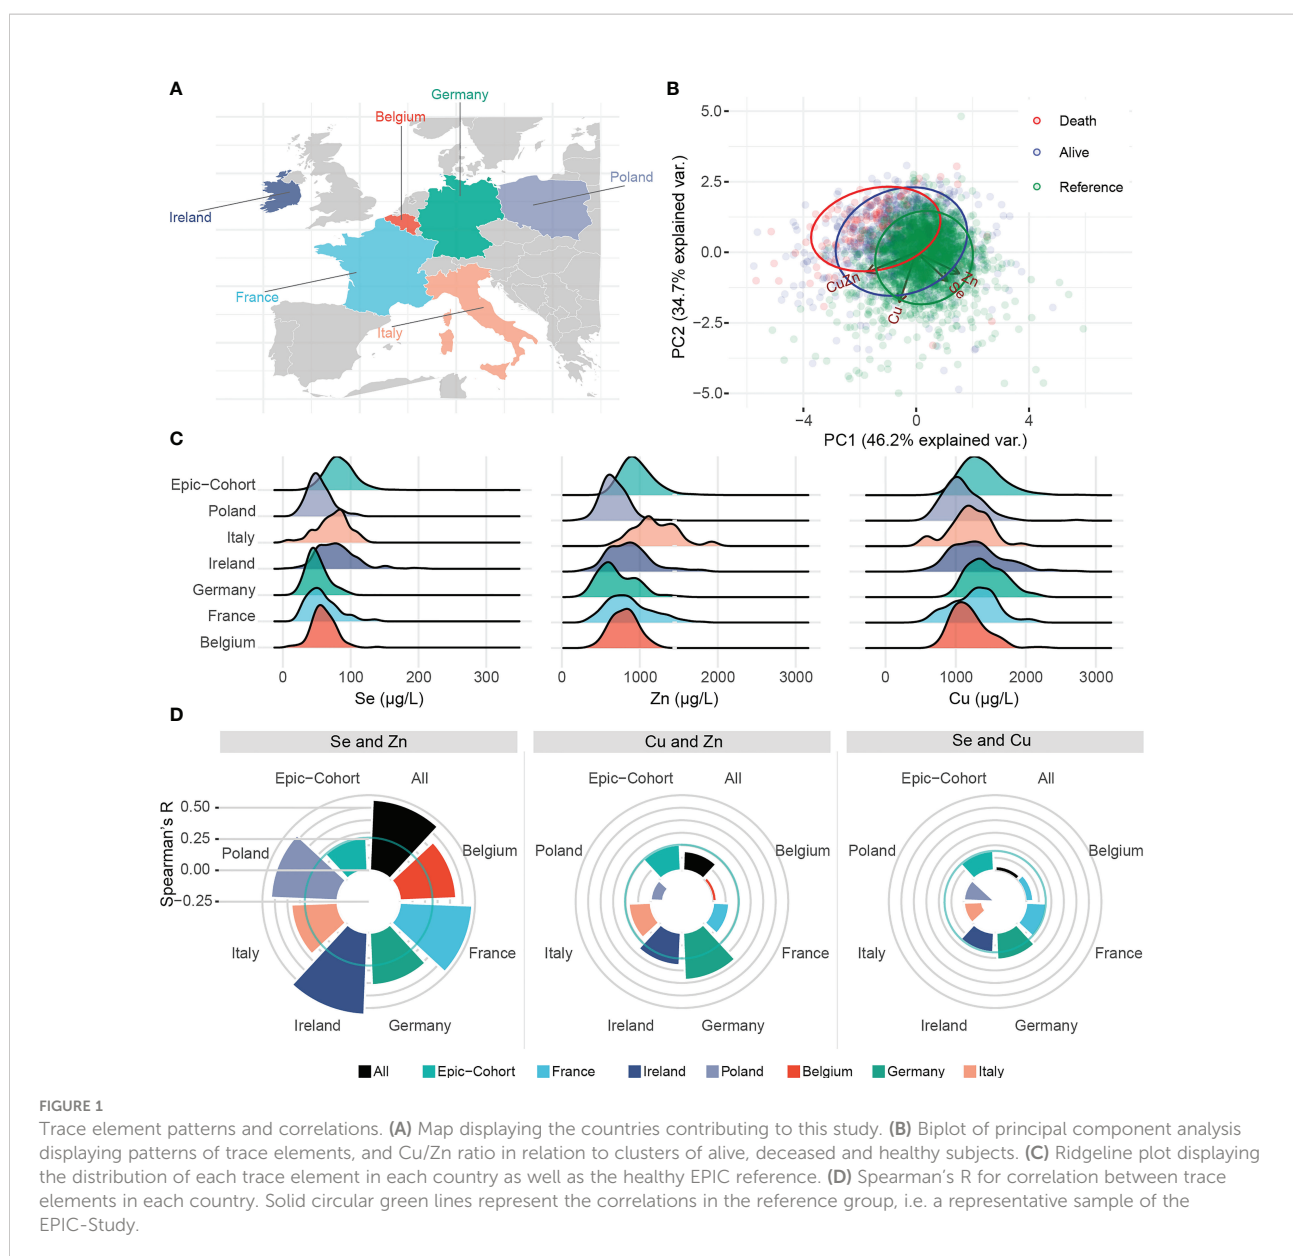 A
Germany
Belgium
Poland
Ireland
France
Italy
B
5.0
2.5
0.0
−2.5
−5.0
PC2 (34.7% explained var.)
Death
Alive
Reference
CuZn
Cu
Se
Zn
−4 0 4
PC1 (46.2% explained var.)
C
Epic−Cohort
Poland
Italy
Ireland
Germany
France
Belgium
0 100 200 300
Se (µg/L)
0 1000 2000 3000
Zn (µg/L)
0 1000 2000 3000
Cu (µg/L)
D
Se and Zn
Cu and Zn
Se and Cu
Spearman's R
0.50
0.25
0.00
−0.25
Epic−Cohort All
Poland Belgium
Italy France
Ireland Germany
Epic−Cohort All
Poland Belgium
Italy France
Ireland Germany
Epic−Cohort All
Poland Belgium
Italy France
Ireland Germany
All Epic−Cohort France Ireland Poland Belgium Germany Italy
FIGURE 1
Trace element patterns and correlations. (A) Map displaying the countries contributing to this study. (B) Biplot of principal component analysis
displaying patterns of trace elements, and Cu/Zn ratio in relation to clusters of alive, deceased and healthy subjects. (C) Ridgeline plot displaying
the distribution of each trace element in each country as well as the healthy EPIC reference. (D) Spearman's R for correlation between trace
elements in each country. Solid circular green lines represent the correlations in the reference group, i.e. a representative sample of the
EPIC-Study.